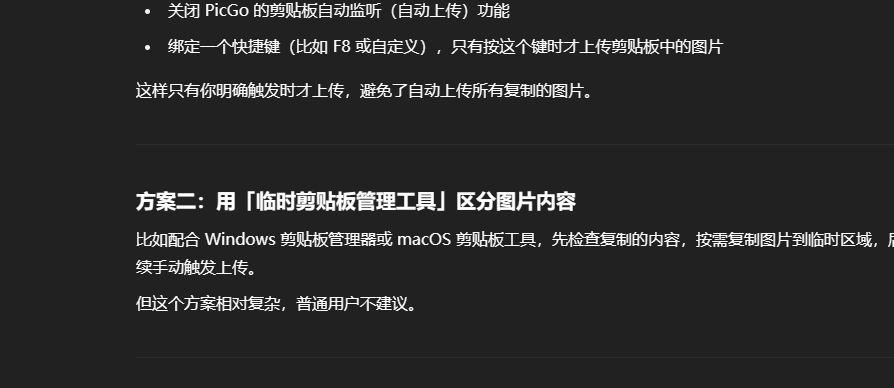 关闭 PicGo 的剪贴板自动监听（自动上传）功能
绑定一个快捷键（比如 F8 或自定义），只有按这个键时才上传剪贴板中的图片
这样只有你明确触发时才上传，避免了自动上传所有复制的图片。
方案二：用「临时剪贴板管理工具」区分图片内容
比如配合 Windows 剪贴板管理器或 macOS 剪贴板工具，先检查复制的内容，按需复制图片到临时区域，
续手动触发上传。
但这个方案相对复杂，普通用户不建议。